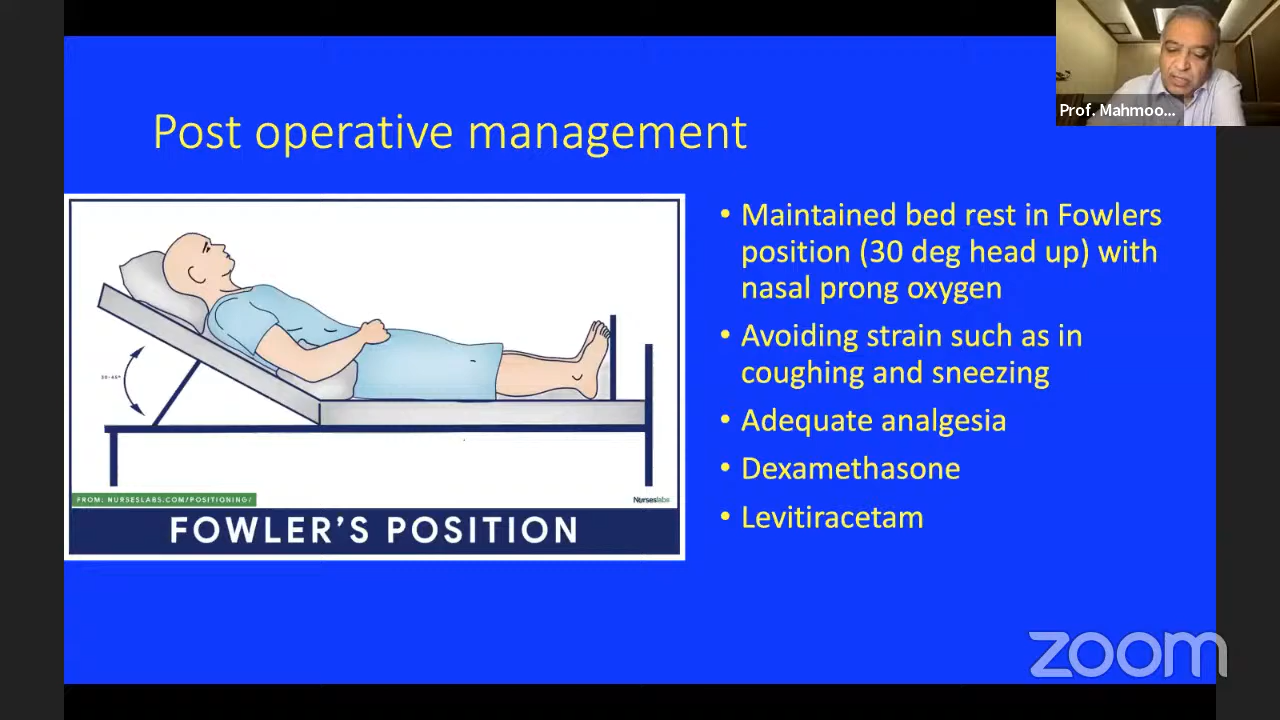 Prof. Mahmoo...
Post operative management
• Maintained bed rest in Fowlers
position (30 deg head up) with
nasal prong oxygen
• Avoiding strain such as in
coughing and sneezing
• Adequate analgesia
• Dexamethasone
• Levitiracetam
30-45°
FROM: NURSESLABS.COM/POSITIONING/
Nurseslabs
FOWLER'S POSITION
zoom